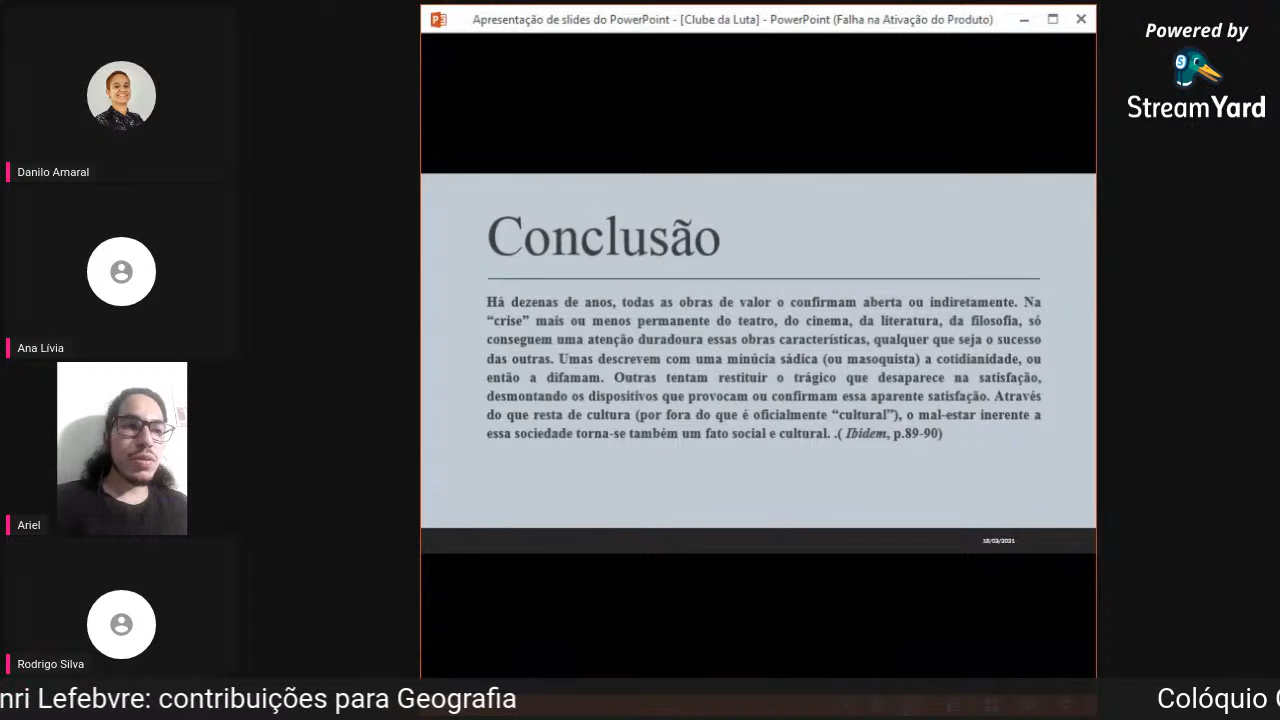 Apresentação de slides do PowerPoint - [Clube da Luta] - PowerPoint (Falha na Ativação do Produto)
Powered by
StreamYard
Danilo Amaral
Ana Lívia
Ariel
Rodrigo Silva
Conclusão
Há dezenas de anos, todas as obras de valor o confirmam aberta ou indiretamente. Na
“crise” mais ou menos permanente do teatro, do cinema, da literatura, da filosofia, só
conseguem uma atenção duradoura essas obras características, qualquer que seja o sucesso
das outras. Umas descrevem com uma minúcia sádica (ou masoquista) a cotidianidade, ou
então a difamam. Outras tentam restituir o trágico que desaparece na satisfação,
desmontando os dispositivos que provocam ou confirmam essa aparente satisfação. Através
do que resta de cultura (por fora do que é oficialmente “cultural”), o mal-estar inerente a
essa sociedade torna-se também um fato social e cultural. .( Ibidem, p.89-90)
nri Lefebvre: contribuições para Geografia
Colóquio